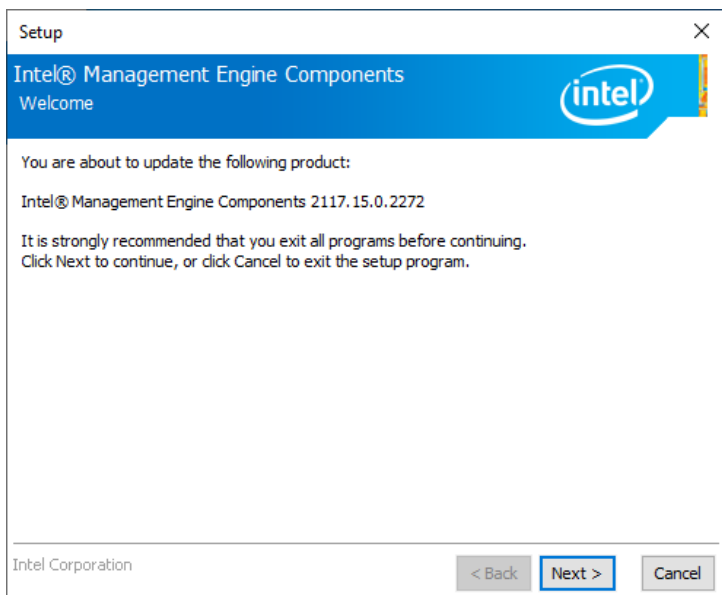 Setup
Intel® Management Engine Components
Welcome
intel
You are about to update the following product:
Intel® Management Engine Components 2117.15.0.2272
It is strongly recommended that you exit all programs before continuing.
Click Next to continue, or click Cancel to exit the setup program.
Intel Corporation
< Back Next > Cancel